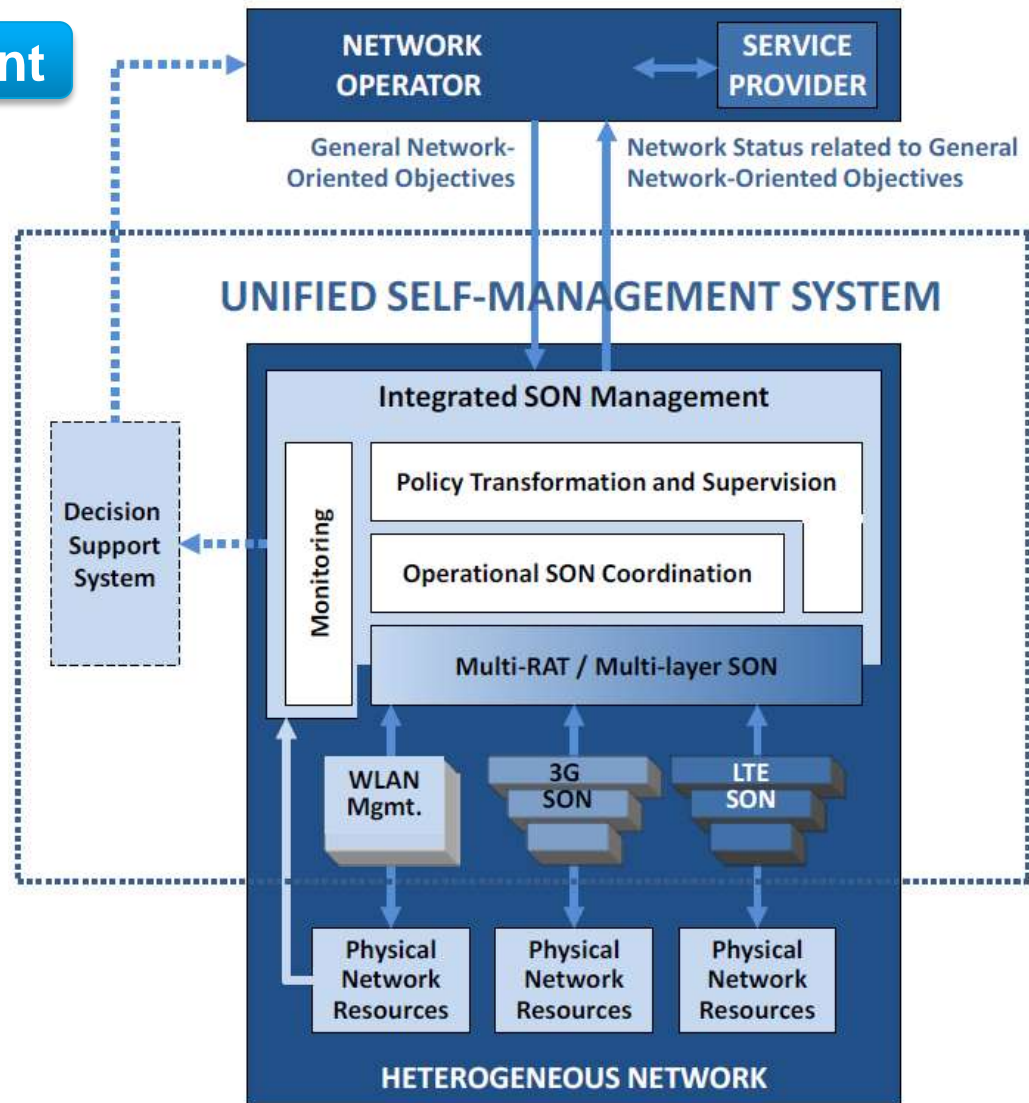 nt
NETWORK
OPERATOR
SERVICE
PROVIDER
General Network-
Oriented Objectives
Network Status related to General
Network-Oriented Objectives
UNIFIED SELF-MANAGEMENT SYSTEM
Integrated SON Management
Decision
Support
System
Monitoring
Policy Transformation and Supervision
Operational SON Coordination
Multi-RAT / Multi-layer SON
WLAN
Mgmt.
3G
SON
LTE
SON
Physical
Network
Resources
Physical
Network
Resources
Physical
Network
Resources
HETEROGENEOUS NETWORK